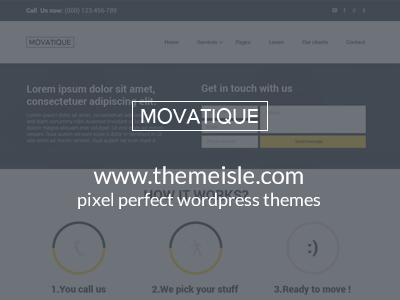 Call Us now: (000) 123-456-789
MOVATIQUE
Home Services Pages Lorem Our clients Contact
Lorem ipsum dolor sit amet,
consectetuer adipiscing elit.
Get in touch with us
MOVATIQUE
www.themeisle.com
HOW IT WORKS?
pixel perfect wordpress themes
:)
1.You call us
2.We pick your stuff
3.Ready to move !